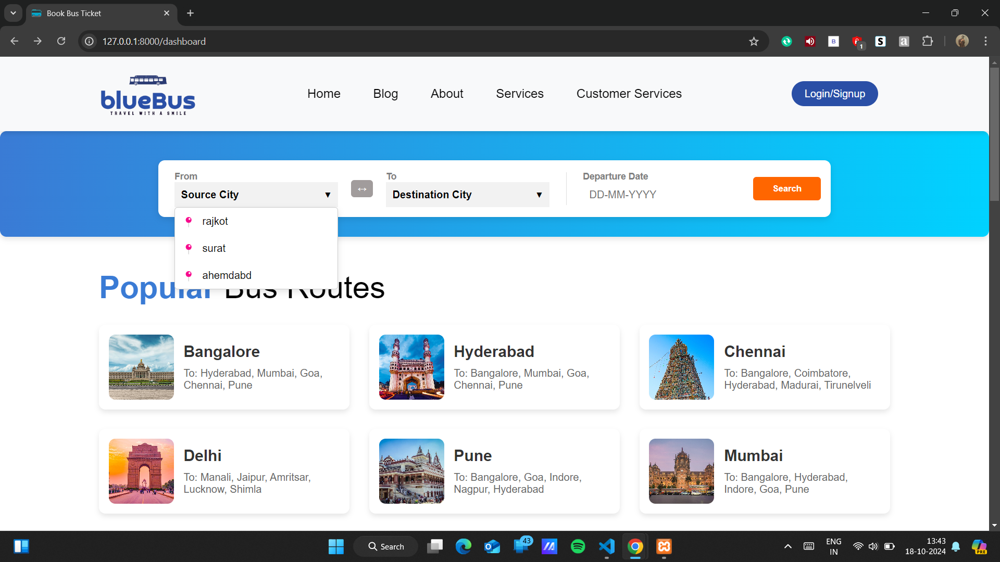 Book Bus Ticket
127.0.0.1:8000/dashboard
B
1
S
a
blueBus
TRAVEL WITH A SMILE
Home Blog About Services Customer Services
Login/Signup
From To Departure Date
Source City ▼ ↔ Destination City ▼ DD-MM-YYYY Search
rajkot
surat
ahemdabd
Popular Bus Routes
Bangalore
To: Hyderabad, Mumbai, Goa,
Chennai, Pune
Hyderabad
To: Bangalore, Mumbai, Goa,
Chennai, Pune
Chennai
To: Bangalore, Coimbatore,
Hyderabad, Madurai, Tirunelveli
Delhi
To: Manali, Jaipur, Amritsar,
Lucknow, Shimla
Pune
To: Bangalore, Goa, Indore,
Nagpur, Hyderabad
Mumbai
To: Bangalore, Hyderabad,
Indore, Goa, Pune
Search
43
ENG
IN
13:43
18-10-2024
PRE